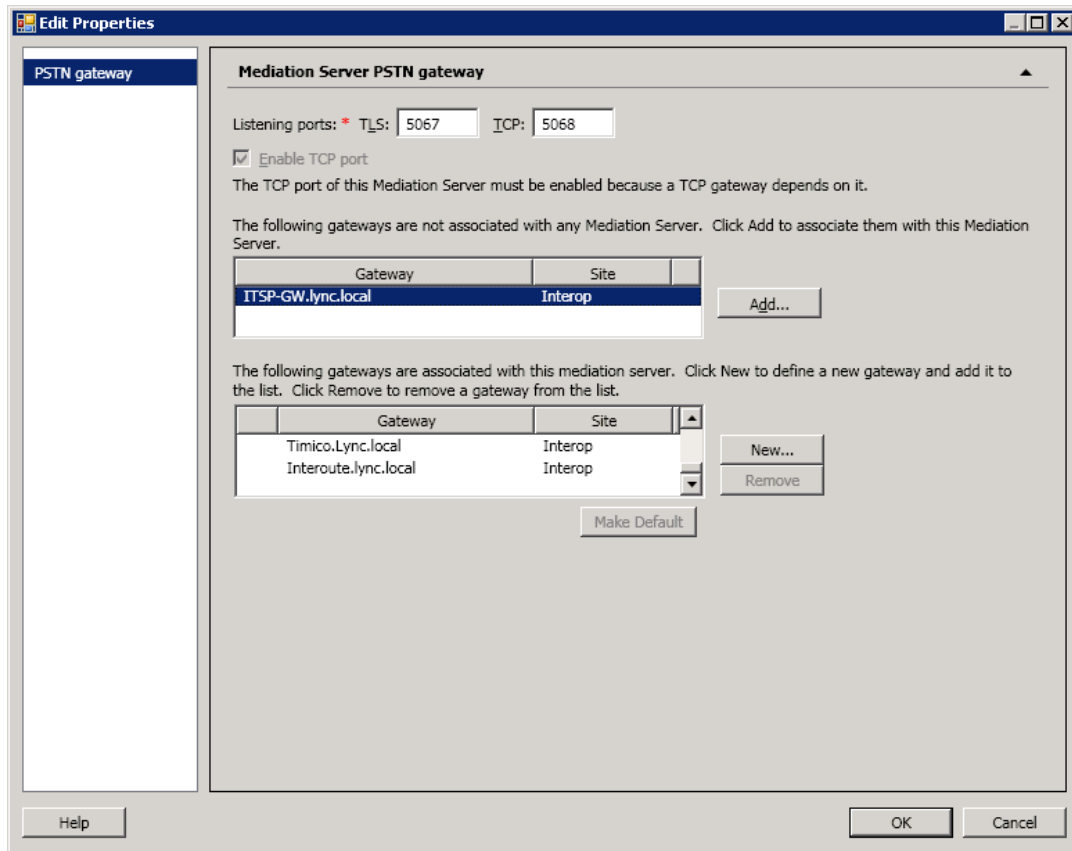 Edit Properties
PSTN gateway
Mediation Server PSTN gateway
Listening ports: * TLS: 5067 TCP: 5068
Enable TCP port
The TCP port of this Mediation Server must be enabled because a TCP gateway depends on it.
The following gateways are not associated with any Mediation Server. Click Add to associate them with this Mediation
Server.
Gateway Site
ITSP-GW.lync.local Interop
Add...
The following gateways are associated with this mediation server. Click New to define a new gateway and add it to
the list. Click Remove to remove a gateway from the list.
Gateway Site
Timico.Lync.local Interop
Interoute.lync.local Interop
New...
Remove
Make Default
Help OK Cancel